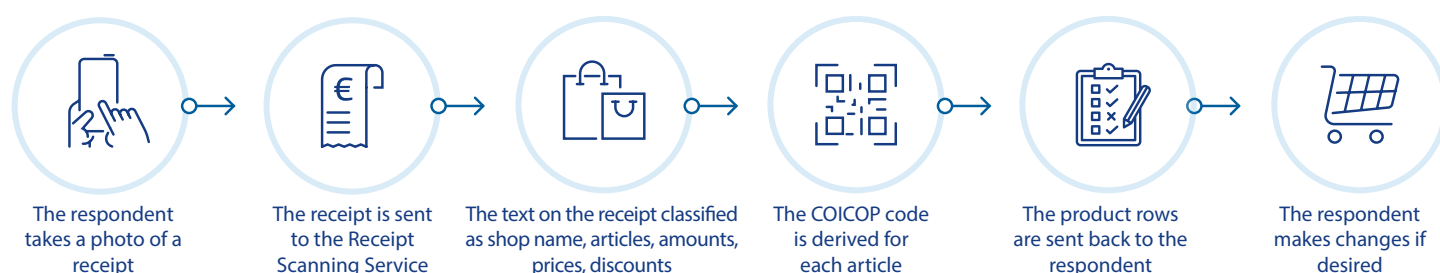 €
The respondent
takes a photo of a
receipt
The receipt is sent
to the Receipt
Scanning Service
The text on the receipt classified
as shop name, articles, amounts,
prices, discounts
The COICOP code
is derived for
each article
The product rows
are sent back to the
respondent
The respondent
makes changes if
desired